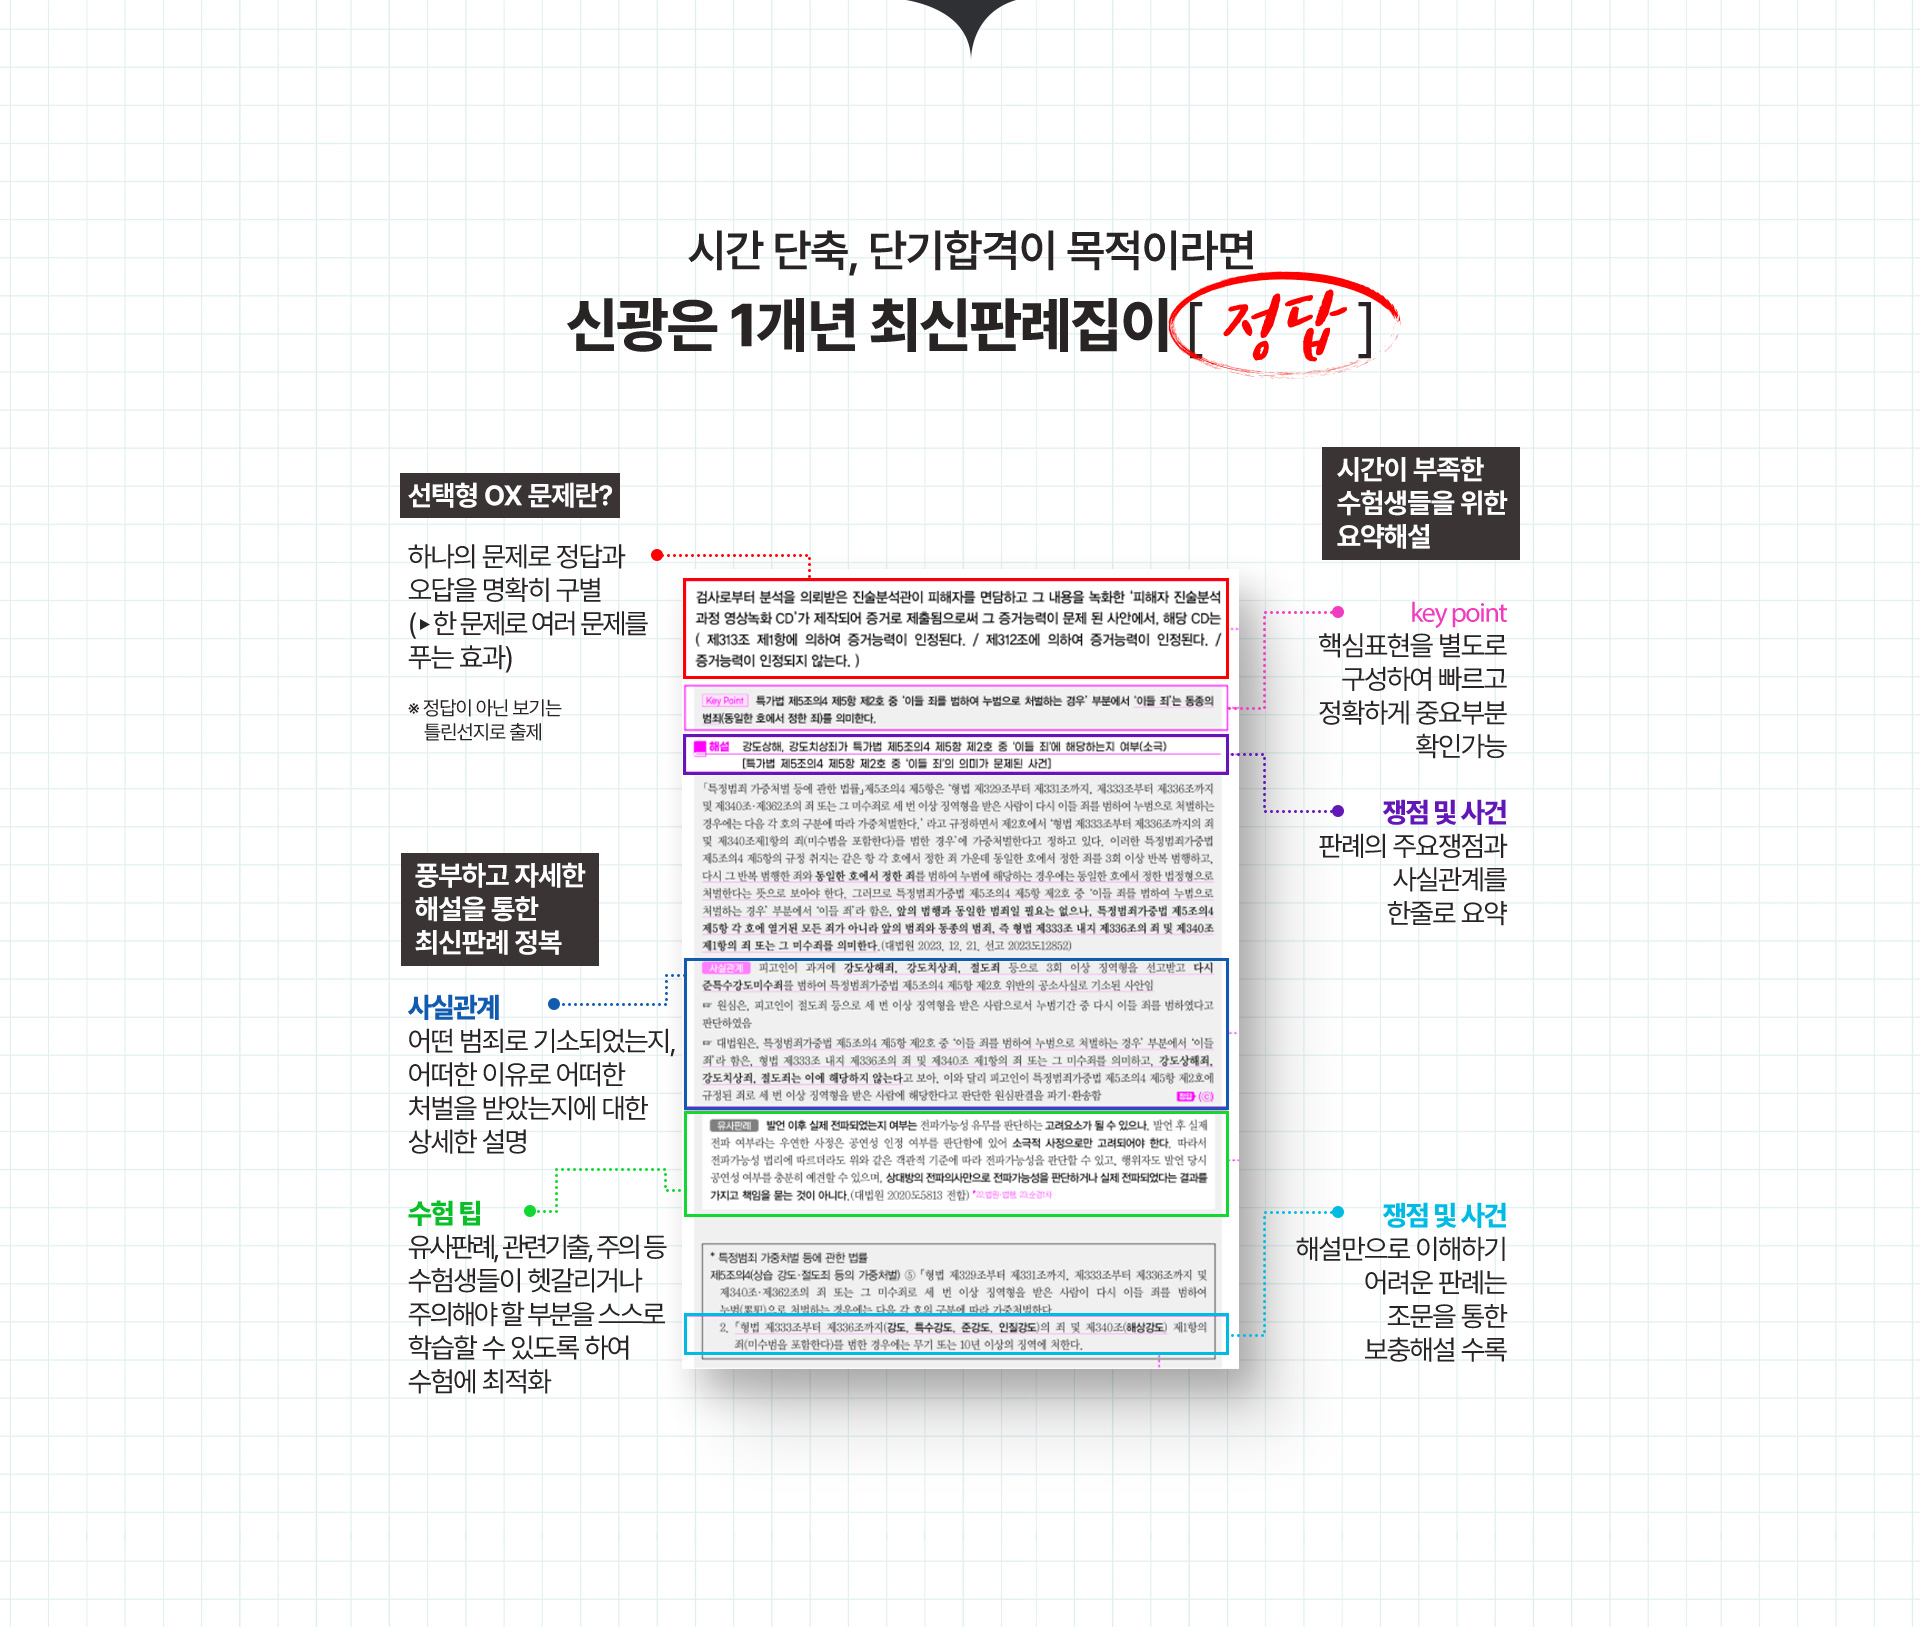 시간 단축, 단기합격이 목적이라면
신광은 1개년 최신판례집이 [ 정답 ]
선택형 OX 문제란?
하나의 문제로 정답과
오답을 명확히 구별
(▶한 문제로 여러 문제를
푸는 효과)
※ 정답이 아닌 보기는
틀린선지로 출제
풍부하고 자세한
해설을 통한
최신판례 정복
사실관계
어떤 범죄로 기소되었는지,
어떠한 이유로 어떠한
처벌을 받았는지에 대한
상세한 설명
수험 팁
유사판례, 관련기출, 주의 등
수험생들이 헷갈리거나
주의해야 할 부분을 스스로
학습할 수 있도록 하여
수험에 최적화
검사로부터 분석을 의뢰받은 진술분석관이 피해자를 면담하고 그 내용을 녹화한 '피해자 진술분석
과정 영상녹화 CD'가 제작되어 증거로 제출됨으로써 그 증거능력이 문제 된 사안에서, 해당 CD는
( 제313조 제1항에 의하여 증거능력이 인정된다. / 제312조에 의하여 증거능력이 인정된다. /
증거능력이 인정되지 않는다. )
Key Point 특가법 제5조의4 제5항 제2호 중 '이들 죄를 범하여 누범으로 처벌하는 경우' 부분에서 '이들 죄'는 동종의
범죄(동일한 호에서 정한 죄)를 의미한다.
해설 강도상해, 강도치상죄가 특가법 제5조의4 제5항 제2호 중 '이들 죄'에 해당하는지 여부(소극)
[특가법 제5조의4 제5항 제2호 중 '이들 죄'의 의미가 문제된 사건]
「특정범죄 가중처벌 등에 관한 법률」제5조의4 제5항은 '형법 제329조부터 제331조까지, 제333조부터 제336조까지
및 제340조·제362조의 죄 또는 그 미수죄로 세 번 이상 징역형을 받은 사람이 다시 이들 죄를 범하여 누범으로 처벌하는
경우에는 다음 각 호의 구분에 따라 가중처벌한다.' 라고 규정하면서 제2호에서 '형법 제333조부터 제336조까지의 죄
및 제340조제1항의 죄(미수범을 포함한다)를 범한 경우'에 가중처벌한다고 정하고 있다. 이러한 특정범죄가중법
제5조의4 제5항의 규정 취지는 같은 항 각 호에서 정한 죄 가운데 동일한 호에서 정한 죄를 3회 이상 반복 범행하고,
다시 그 반복 범행한 죄와 동일한 호에서 정한 죄를 범하여 누범에 해당하는 경우에는 동일한 호에서 정한 법정형으로
처벌한다는 뜻으로 보아야 한다. 그러므로 특정범죄가중법 제5조의4 제5항 제2호 중 '이들 죄를 범하여 누범으로
처벌하는 경우' 부분에서 '이들 죄'라 함은, 앞의 범행과 동일한 범죄일 필요는 없으나, 특정범죄가중법 제5조의4
제5항 각 호에 열거된 모든 죄가 아니라 앞의 범죄와 동종의 범죄, 즉 형법 제333조 내지 제336조의 죄 및 제340조
제1항의 죄 또는 그 미수죄를 의미한다.(대법원 2023. 12. 21. 선고 2023도12852)
사실관계 피고인이 과거에 강도상해죄, 강도치상죄, 절도죄 등으로 3회 이상 징역형을 선고받고 다시
준특수강도미수죄를 범하여 특정범죄가중법 제5조의4 제5항 제2호 위반의 공소사실로 기소된 사안임
☞ 원심은, 피고인이 절도죄 등으로 세 번 이상 징역형을 받은 사람으로서 누범기간 중 다시 이들 죄를 범하였다고
판단하였음
☞ 대법원은, 특정범죄가중법 제5조의4 제5항 제2호 중 '이들 죄를 범하여 누범으로 처벌하는 경우' 부분에서 '이들
죄'라 함은, 형법 제333조 내지 제336조의 죄 및 제340조 제1항의 죄 또는 그 미수죄를 의미하고, 강도상해죄,
강도치상죄, 절도죄는 이에 해당하지 않는다고 보아, 이와 달리 피고인이 특정범죄가중법 제5조의4 제5항 제2호에
규정된 죄로 세 번 이상 징역형을 받은 사람에 해당한다고 판단한 원심판결을 파기·환송함
유사판례 발언 이후 실제 전파되었는지 여부는 전파가능성 유무를 판단하는 고려요소가 될 수 있으나, 발언 후 실제
전파 여부라는 우연한 사정은 공연성 인정 여부를 판단함에 있어 소극적 사정으로만 고려되어야 한다. 따라서
전파가능성 법리에 따르더라도 위와 같은 객관적 기준에 따라 전파가능성을 판단할 수 있고, 행위자도 발언 당시
공연성 여부를 충분히 예견할 수 있으며, 상대방의 전파의사만으로 전파가능성을 판단하거나 실제 전파되었다는 결과를
가지고 책임을 묻는 것이 아니다.(대법원 2020도5813 전합)
* 특정범죄 가중처벌 등에 관한 법률
제5조의4(상습 강도·절도죄 등의 가중처벌) ⑤ 「형법 제329조부터 제331조까지, 제333조부터 제336조까지 및
제340조·제362조의 죄 또는 그 미수죄로 세 번 이상 징역형을 받은 사람이 다시 이들 죄를 범하여
누범(累犯)으로 처벌하는 경우에는 다음 각 호의 구분에 따라 가중처벌한다
2. 「형법 제333조부터 제336조까지(강도, 특수강도, 준강도, 인질강도)의 죄 및 제340조(해상강도) 제1항의
죄(미수범을 포함한다)를 범한 경우에는 무기 또는 10년 이상의 징역에 처한다.
시간이 부족한
수험생들을 위한
요약해설
key point
핵심표현을 별도로
구성하여 빠르고
정확하게 중요부분
확인가능
쟁점 및 사건
판례의 주요쟁점과
사실관계를
한줄로 요약
쟁점 및 사건
해설만으로 이해하기
어려운 판례는
조문을 통한
보충해설 수록